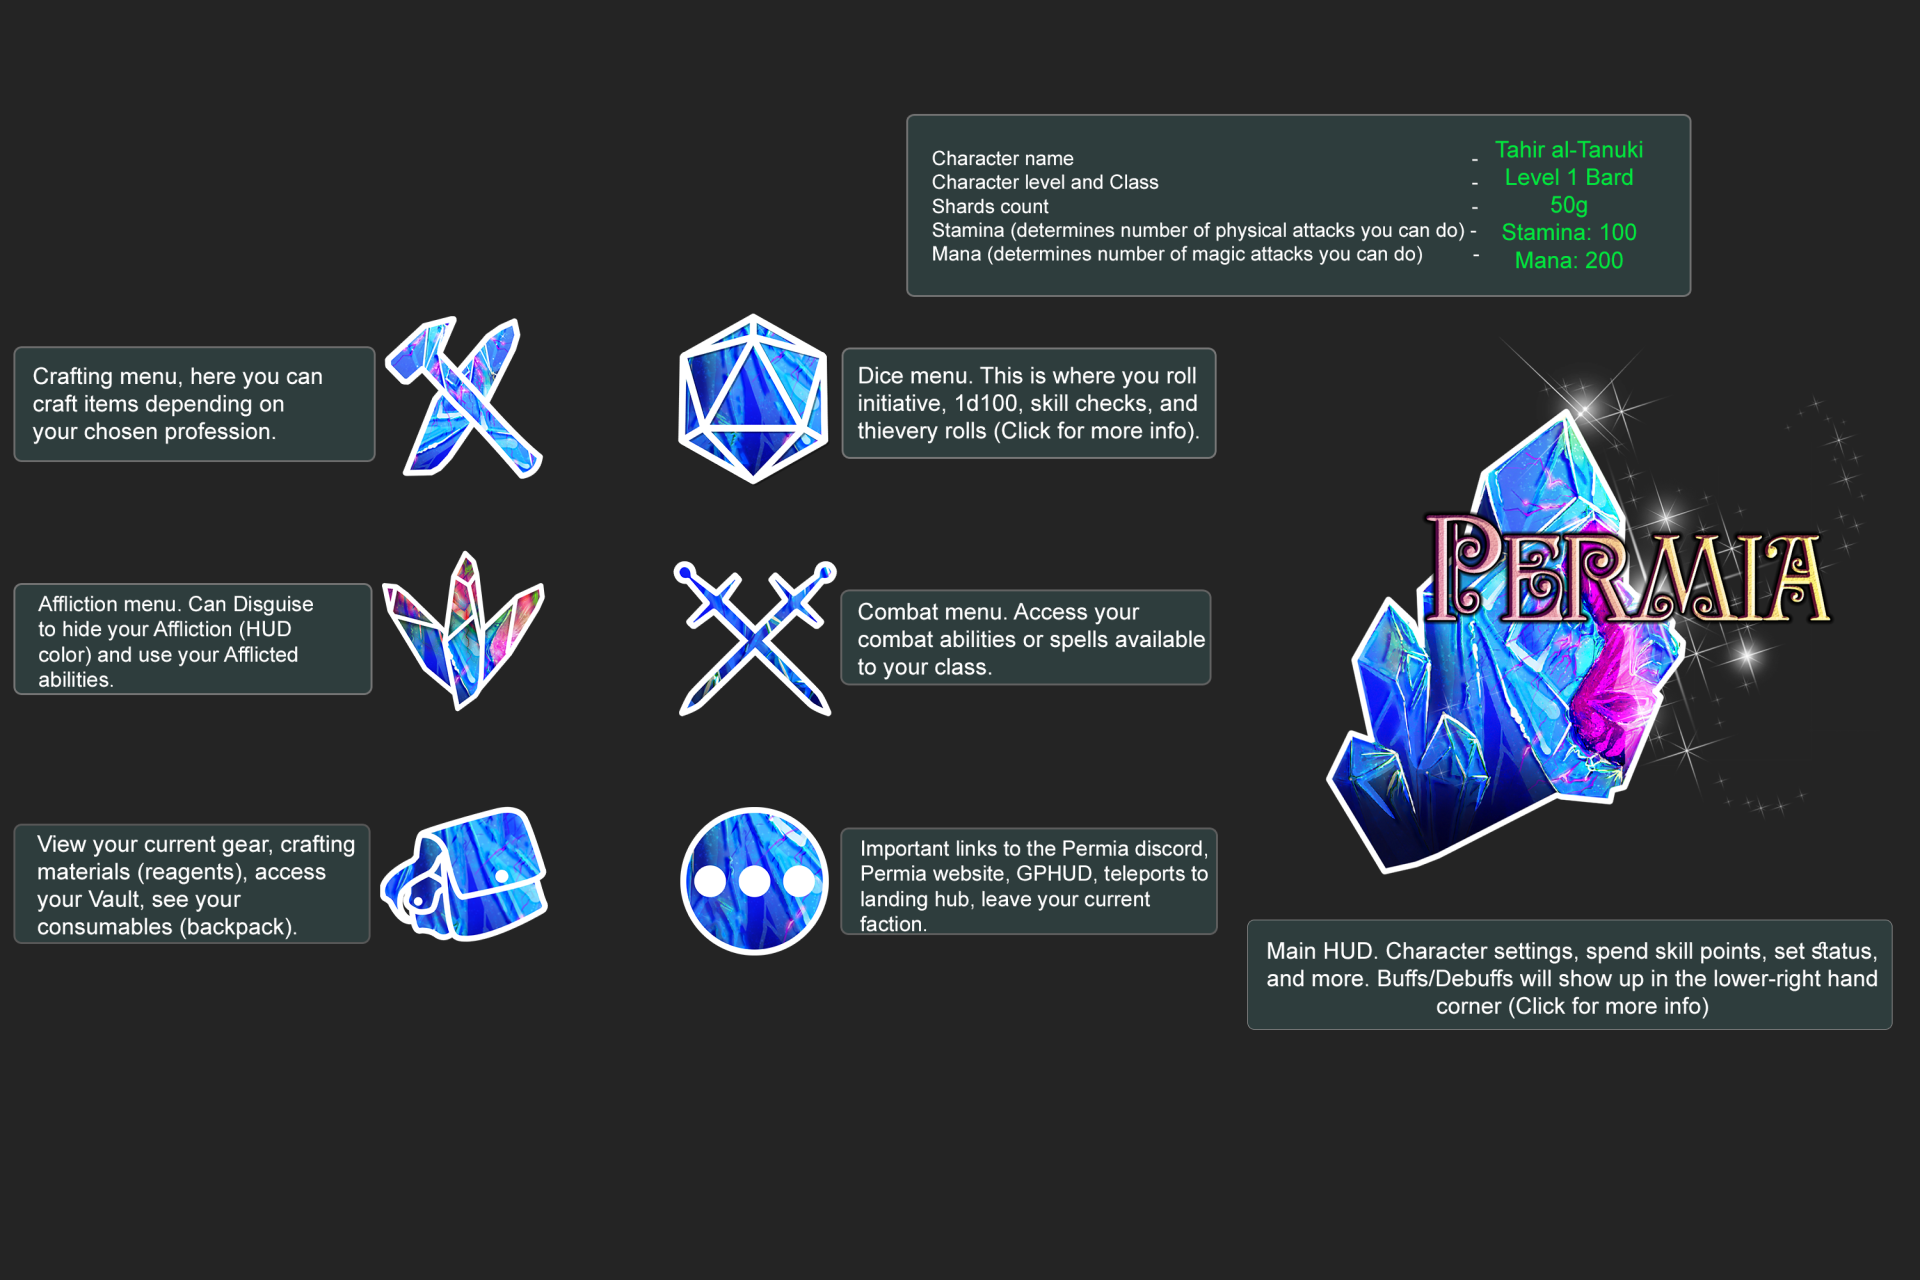 Character name - Tahir al-Tanuki
Character level and Class - Level 1 Bard
Shards count - 50g
Stamina (determines number of physical attacks you can do) - Stamina: 100
Mana (determines number of magic attacks you can do) - Mana: 200
Crafting menu, here you can
craft items depending on
your chosen profession.
Dice menu. This is where you roll
initiative, 1d100, skill checks, and
thievery rolls (Click for more info).
PERMIA
Affliction menu. Can Disguise
to hide your Affliction (HUD
color) and use your Afflicted
abilities.
Combat menu. Access your
combat abilities or spells available
to your class.
View your current gear, crafting
materials (reagents), access
your Vault, see your
consumables (backpack).
Important links to the Permia discord,
Permia website, GPHUD, teleports to
landing hub, leave your current
faction.
Main HUD. Character settings, spend skill points, set status,
and more. Buffs/Debuffs will show up in the lower-right hand
corner (Click for more info)